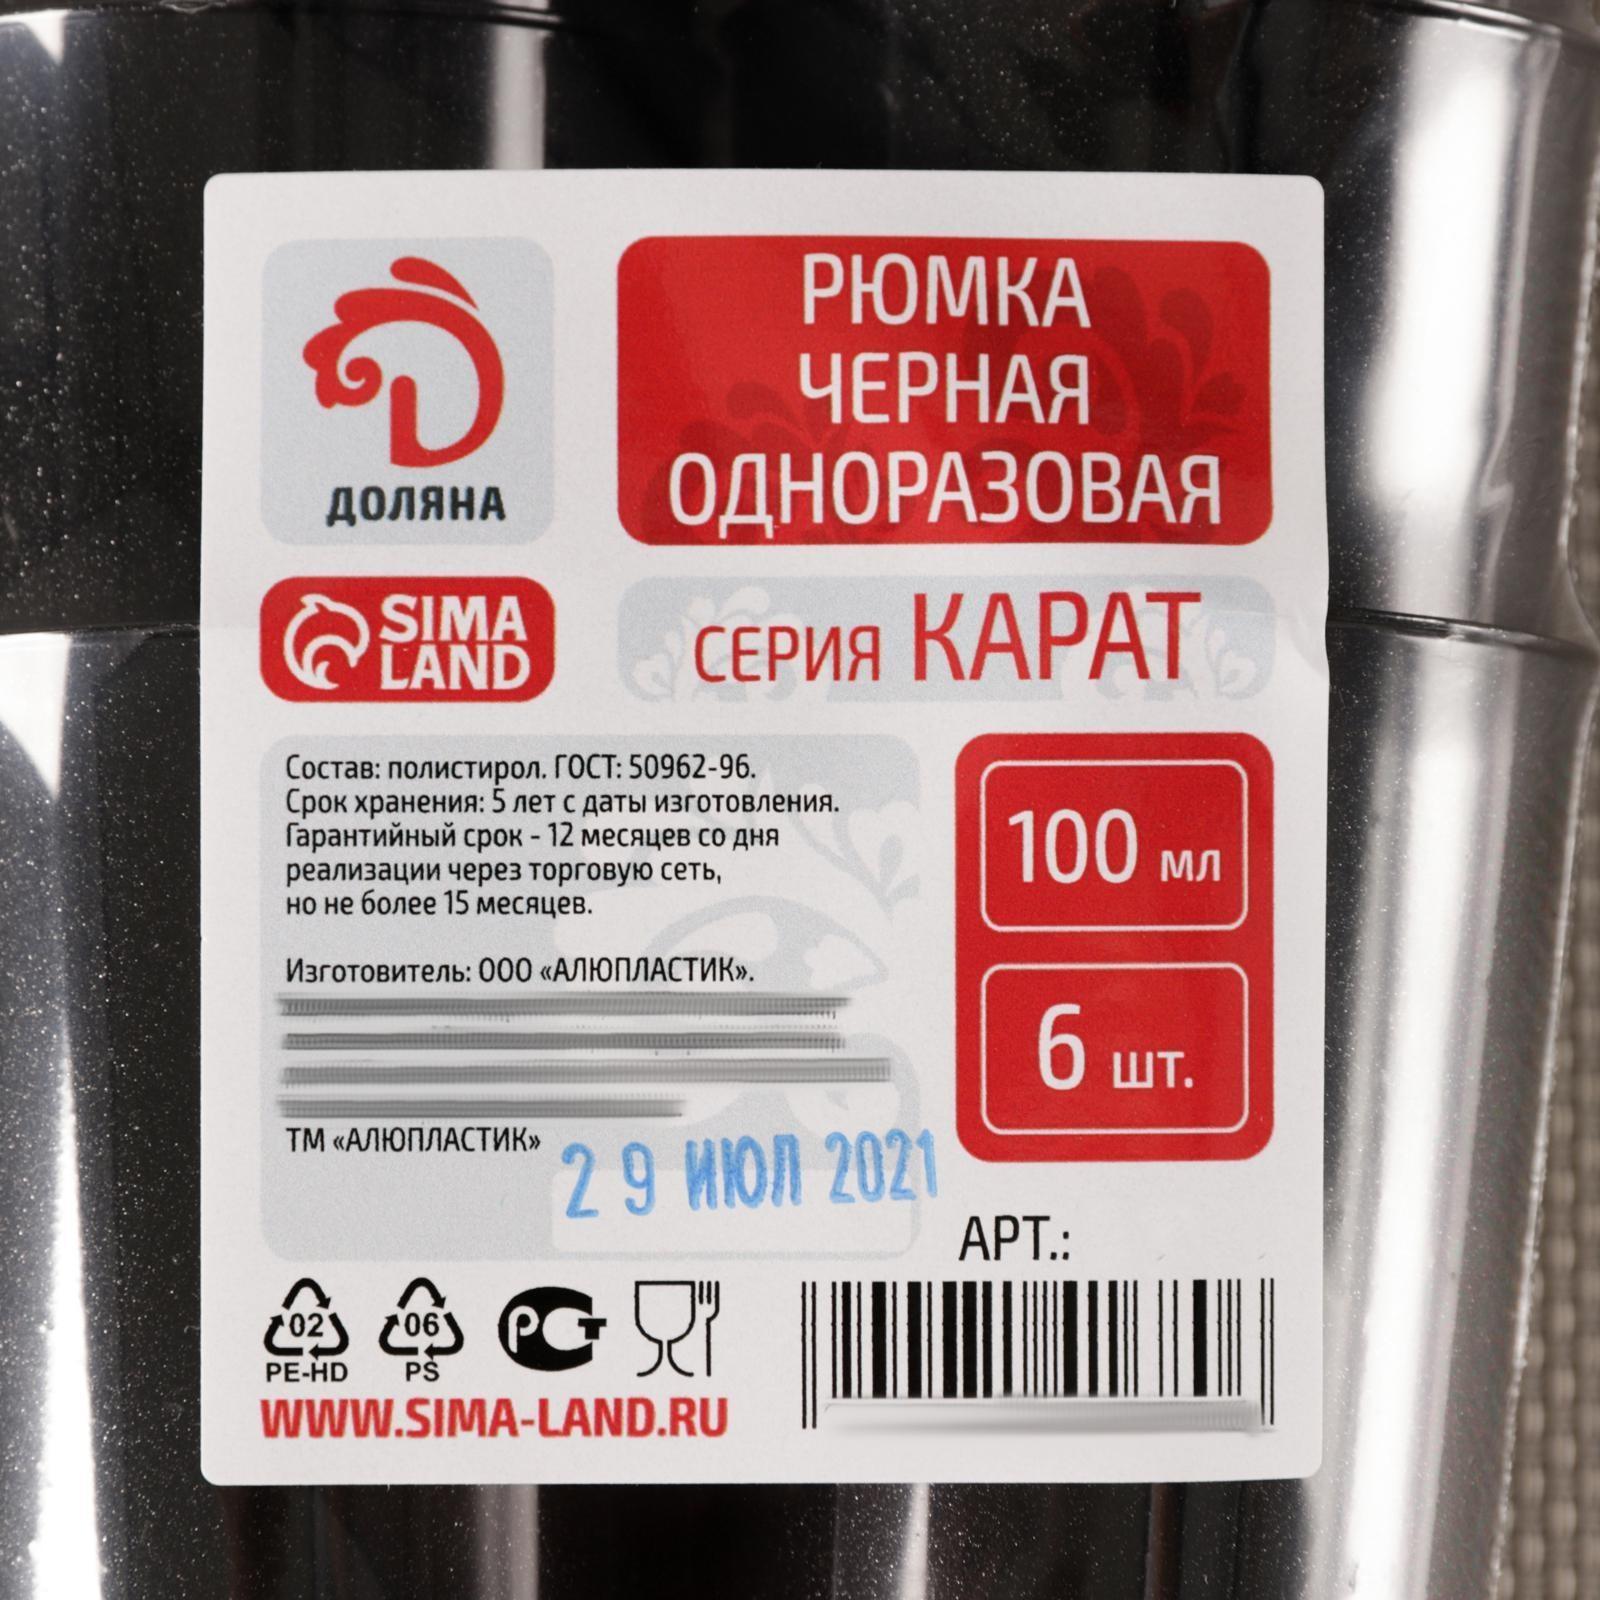 ДОЛЯНА
SIMA
LAND
РЮМКА
ЧЕРНАЯ
ОДНОРАЗОВАЯ
СЕРИЯ КАРАТ
Состав: полистирол. ГОСТ: 50962-96.
Срок хранения: 5 лет с даты изготовления.
Гарантийный срок - 12 месяцев со дня
реализации через торговую сеть,
но не более 15 месяцев.
Изготовитель: ООО «АЛЮПЛАСТИК».
ТМ «АЛЮПЛАСТИК»
29 ИЮЛ 2021
100 мл
6 шт.
АРТ.:
02
PE-HD
06
PS
РСТ
WWW.SIMA-LAND.RU